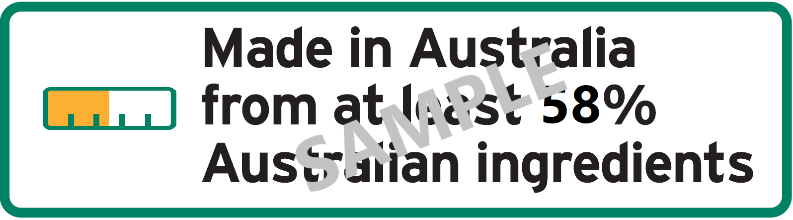 Made in Australia
from at least 58%
Australian ingredients
SAMPLE